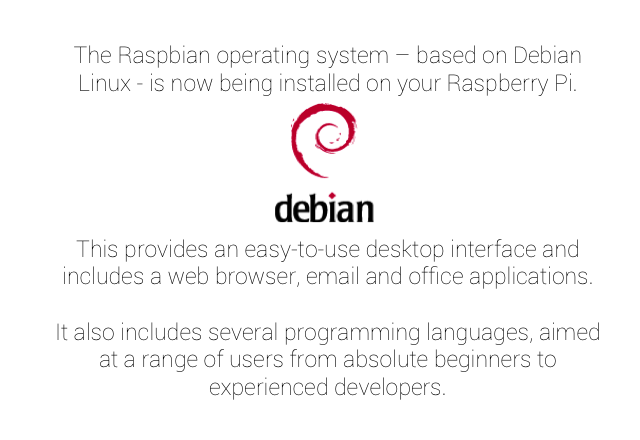 The Raspbian operating system – based on Debian
Linux - is now being installed on your Raspberry Pi.
debian
This provides an easy-to-use desktop interface and
includes a web browser, email and office applications.
It also includes several programming languages, aimed
at a range of users from absolute beginners to
experienced developers.